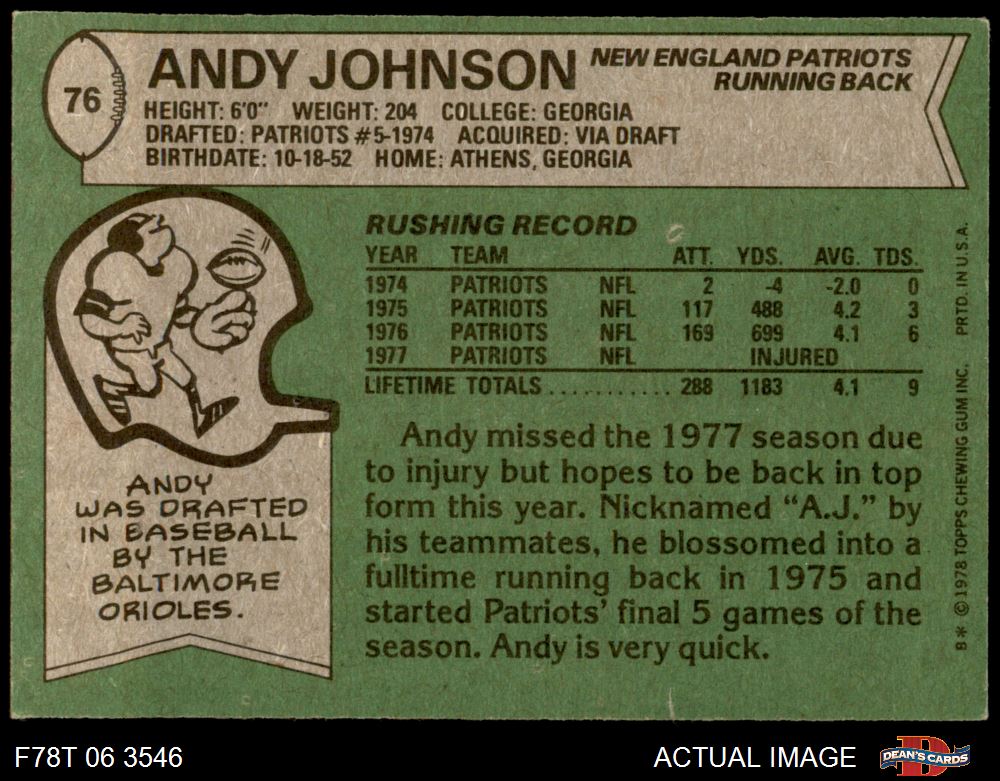 76
ANDY JOHNSON
NEW ENGLAND PATRIOTS
RUNNING BACK
HEIGHT: 6'0" WEIGHT: 204 COLLEGE: GEORGIA
DRAFTED: PATRIOTS #5-1974 ACQUIRED: VIA DRAFT
BIRTHDATE: 10-18-52 HOME: ATHENS, GEORGIA
RUSHING RECORD
YEAR TEAM ATT. YDS. AVG. TDS.
1974 PATRIOTS NFL 2 -4 -2.0 0
1975 PATRIOTS NFL 117 488 4.2 3
1976 PATRIOTS NFL 169 699 4.1 6
1977 PATRIOTS NFL INJURED
LIFETIME TOTALS........... 288 1183 4.1 9
Andy missed the 1977 season due
to injury but hopes to be back in top
form this year. Nicknamed "A.J." by
his teammates, he blossomed into a
fulltime running back in 1975 and
started Patriots' final 5 games of the
season. Andy is very quick.
ANDY
WAS DRAFTED
IN BASEBALL
BY THE
BALTIMORE
ORIOLES.
B* © 1978 TOPPS CHEWING GUM INC. PRTD. IN U.S.A.
F78T 06 3546
ACTUAL IMAGE
DEAN'S CARDS